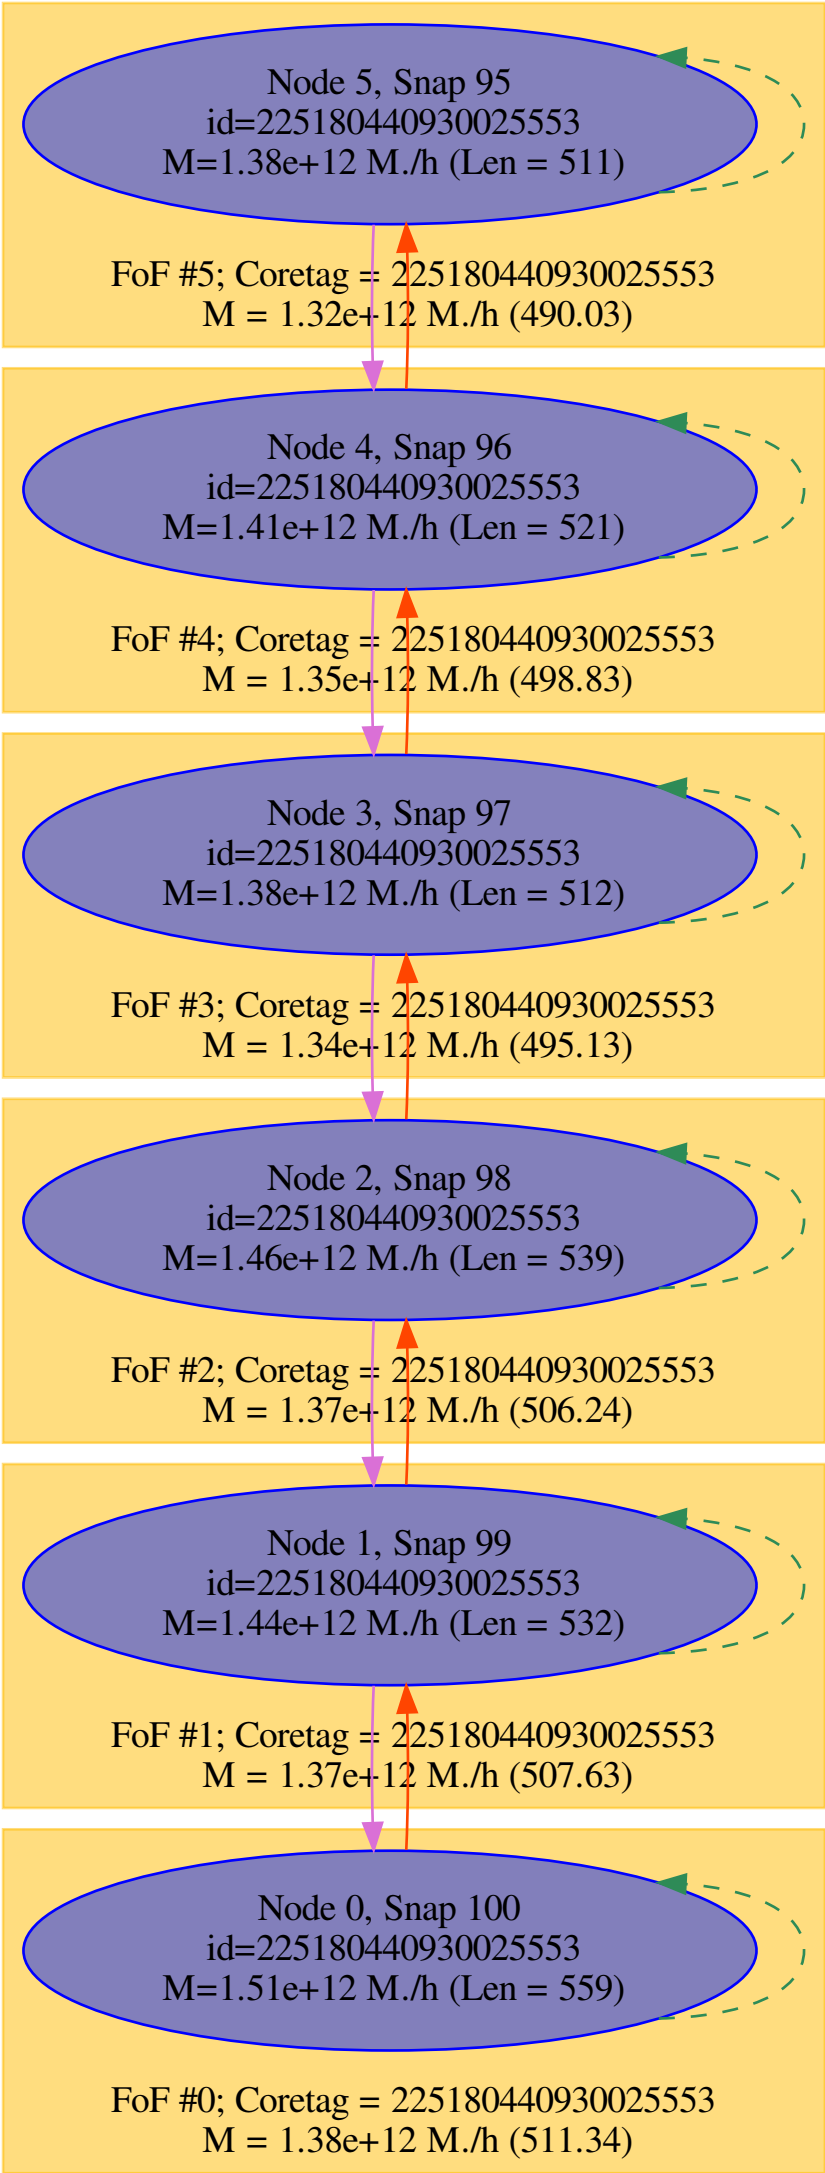 Node 5, Snap 95
id=225180440930025553
M=1.38e+12 M./h (Len = 511)
FoF #5; Coretag = 225180440930025553
M = 1.32e+12 M./h (490.03)
Node 4, Snap 96
id=225180440930025553
M=1.41e+12 M./h (Len = 521)
FoF #4; Coretag = 225180440930025553
M = 1.35e+12 M./h (498.83)
Node 3, Snap 97
id=225180440930025553
M=1.38e+12 M./h (Len = 512)
FoF #3; Coretag = 225180440930025553
M = 1.34e+12 M./h (495.13)
Node 2, Snap 98
id=225180440930025553
M=1.46e+12 M./h (Len = 539)
FoF #2; Coretag = 225180440930025553
M = 1.37e+12 M./h (506.24)
Node 1, Snap 99
id=225180440930025553
M=1.44e+12 M./h (Len = 532)
FoF #1; Coretag = 225180440930025553
M = 1.37e+12 M./h (507.63)
Node 0, Snap 100
id=225180440930025553
M=1.51e+12 M./h (Len = 559)
FoF #0; Coretag = 225180440930025553
M = 1.38e+12 M./h (511.34)